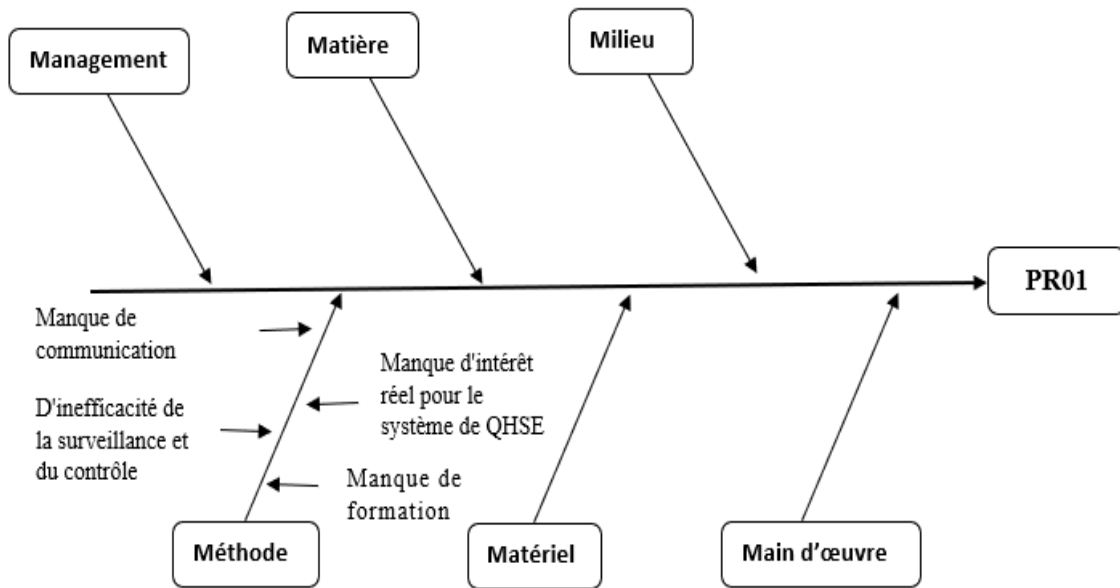 Management
Matière
Milieu
PR01
Manque de
communication
Manque d'intérêt
réel pour le
système de QHSE
D'inefficacité de
la surveillance et
du contrôle
Manque de
formation
Méthode
Matériel
Main d'œuvre